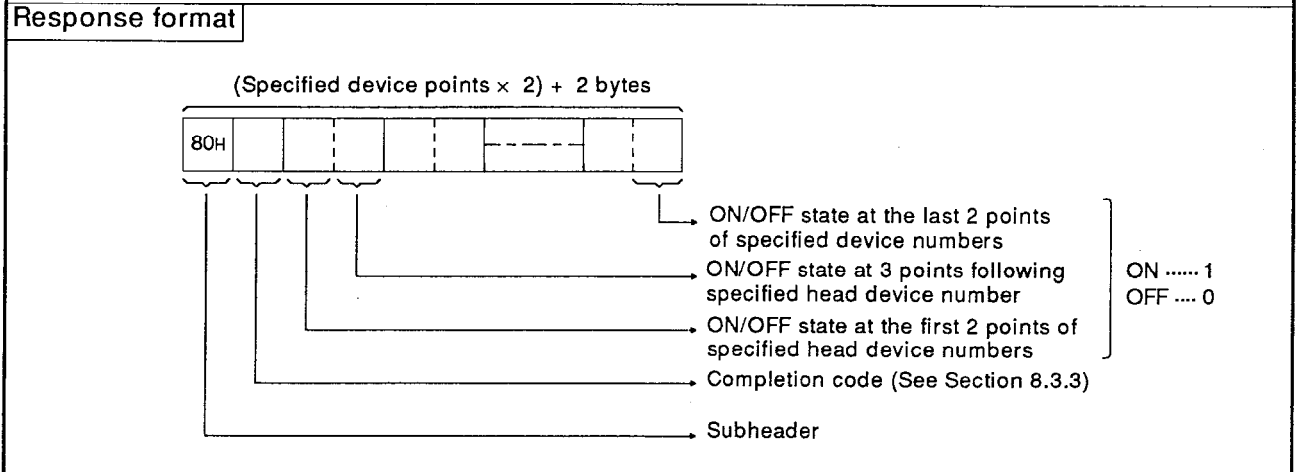 Response format
(Specified device points × 2) + 2 bytes
80H
ON/OFF state at the last 2 points
of specified device numbers
ON/OFF state at 3 points following
specified head device number
ON ······ 1
OFF ···· 0
ON/OFF state at the first 2 points of
specified head device numbers
Completion code (See Section 8.3.3)
Subheader